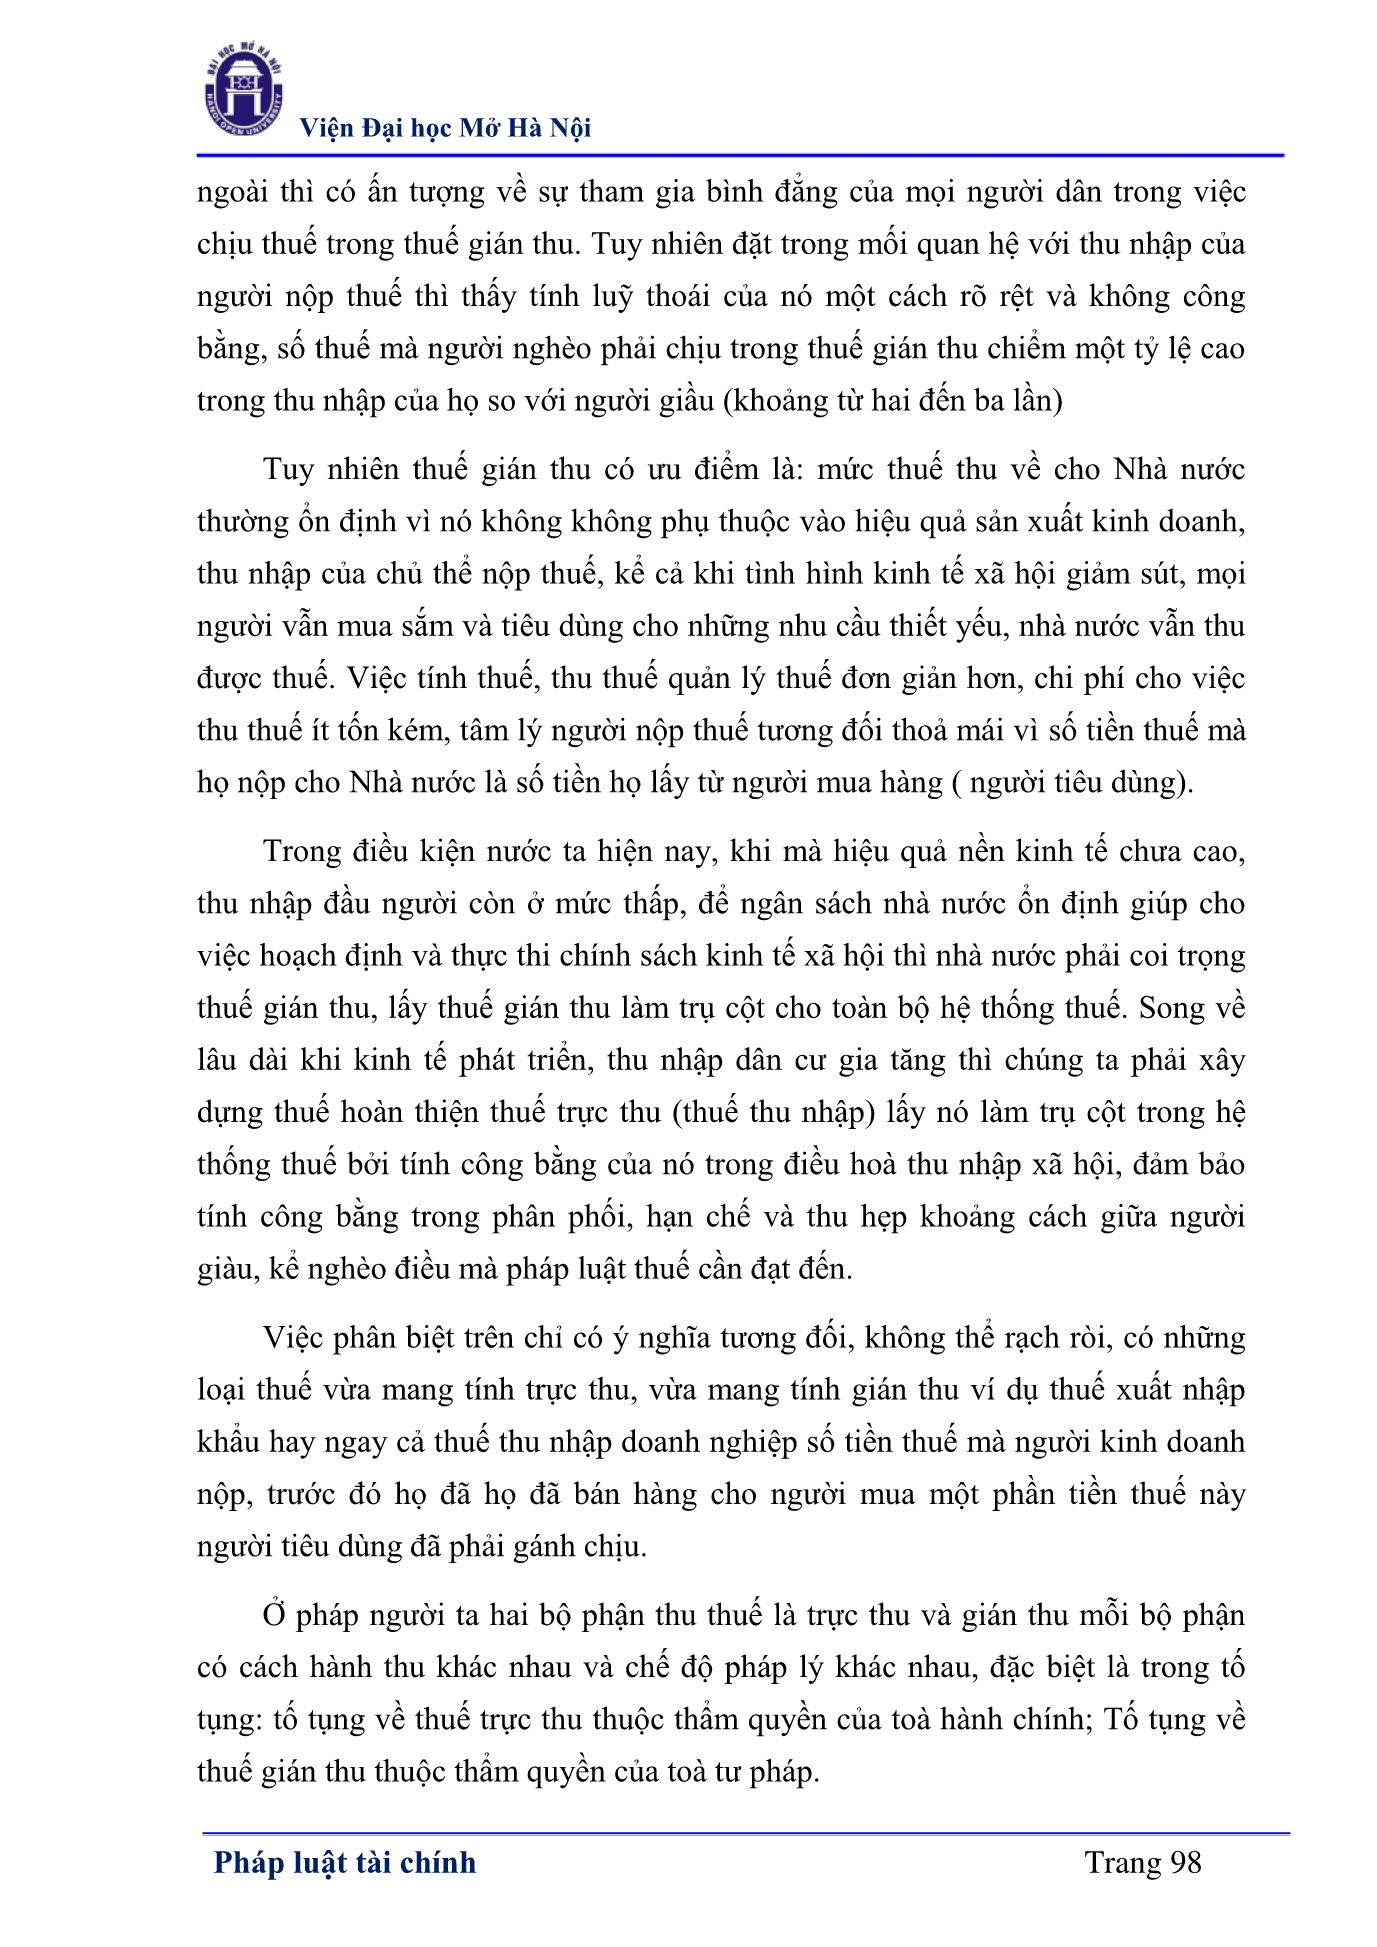 ĐẠI HỌC MỞ HÀ NỘI
HANOI OPEN UNIVERSITY
Viện Đại học Mở Hà Nội
ngoài thì có ấn tượng về sự tham gia bình đẳng của mọi người dân trong việc
chịu thuế trong thuế gián thu. Tuy nhiên đặt trong mối quan hệ với thu nhập của
người nộp thuế thì thấy tính luỹ thoái của nó một cách rõ rệt và không công
bằng, số thuế mà người nghèo phải chịu trong thuế gián thu chiếm một tỷ lệ cao
trong thu nhập của họ so với người giầu (khoảng từ hai đến ba lần)
Tuy nhiên thuế gián thu có ưu điểm là: mức thuế thu về cho Nhà nước
thường ổn định vì nó không không phụ thuộc vào hiệu quả sản xuất kinh doanh,
thu nhập của chủ thể nộp thuế, kể cả khi tình hình kinh tế xã hội giảm sút, mọi
người vẫn mua sắm và tiêu dùng cho những nhu cầu thiết yếu, nhà nước vẫn thu
được thuế. Việc tính thuế, thu thuế quản lý thuế đơn giản hơn, chi phí cho việc
thu thuế ít tốn kém, tâm lý người nộp thuế tương đối thoả mái vì số tiền thuế mà
họ nộp cho Nhà nước là số tiền họ lấy từ người mua hàng ( người tiêu dùng).
Trong điều kiện nước ta hiện nay, khi mà hiệu quả nền kinh tế chưa cao,
thu nhập đầu người còn ở mức thấp, để ngân sách nhà nước ổn định giúp cho
việc hoạch định và thực thi chính sách kinh tế xã hội thì nhà nước phải coi trọng
thuế gián thu, lấy thuế gián thu làm trụ cột cho toàn bộ hệ thống thuế. Song về
lâu dài khi kinh tế phát triển, thu nhập dân cư gia tăng thì chúng ta phải xây
dựng thuế hoàn thiện thuế trực thu (thuế thu nhập) lấy nó làm trụ cột trong hệ
thống thuế bởi tính công bằng của nó trong điều hoà thu nhập xã hội, đảm bảo
tính công bằng trong phân phối, hạn chế và thu hẹp khoảng cách giữa người
giàu, kể nghèo điều mà pháp luật thuế cần đạt đến.
Việc phân biệt trên chỉ có ý nghĩa tương đối, không thể rạch ròi, có những
loại thuế vừa mang tính trực thu, vừa mang tính gián thu ví dụ thuế xuất nhập
khẩu hay ngay cả thuế thu nhập doanh nghiệp số tiền thuế mà người kinh doanh
nộp, trước đó họ đã họ đã bán hàng cho người mua một phần tiền thuế này
người tiêu dùng đã phải gánh chịu.
Ở pháp người ta hai bộ phận thu thuế là trực thu và gián thu mỗi bộ phận
có cách hành thu khác nhau và chế độ pháp lý khác nhau, đặc biệt là trong tố
tụng: tố tụng về thuế trực thu thuộc thẩm quyền của toà hành chính; Tố tụng về
thuế gián thu thuộc thẩm quyền của toà tư pháp.
Pháp luật tài chính
Trang 98